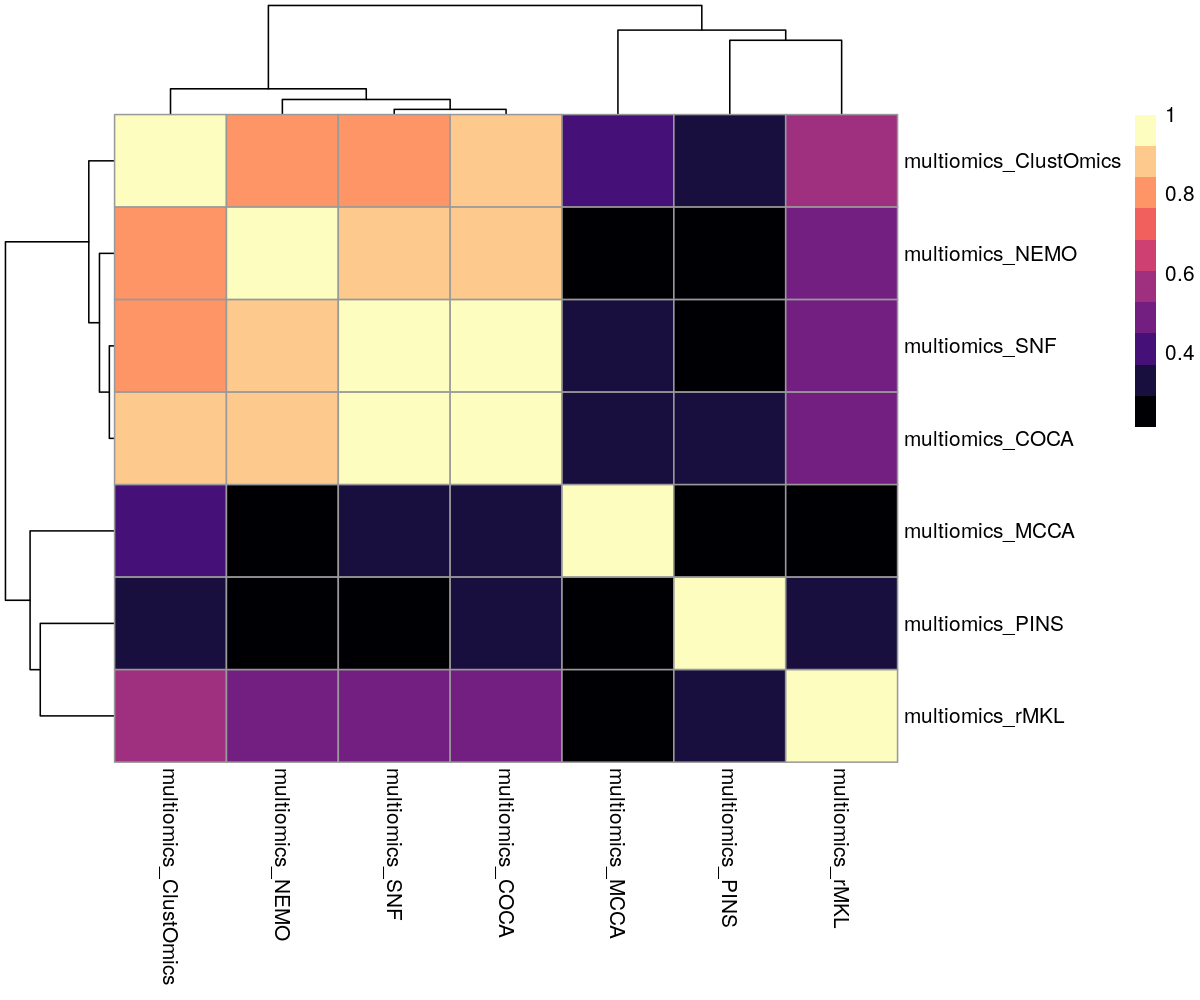 1
multiomics_ClustOmics
0.8
multiomics_NEMO
0.6
multiomics_SNF
0.4
multiomics_COCA
multiomics_MCCA
multiomics_PINS
multiomics_rMKL
multiomics_ClustOmics
multiomics_NEMO
multiomics_SNF
multiomics_COCA
multiomics_MCCA
multiomics_PINS
multiomics_rMKL